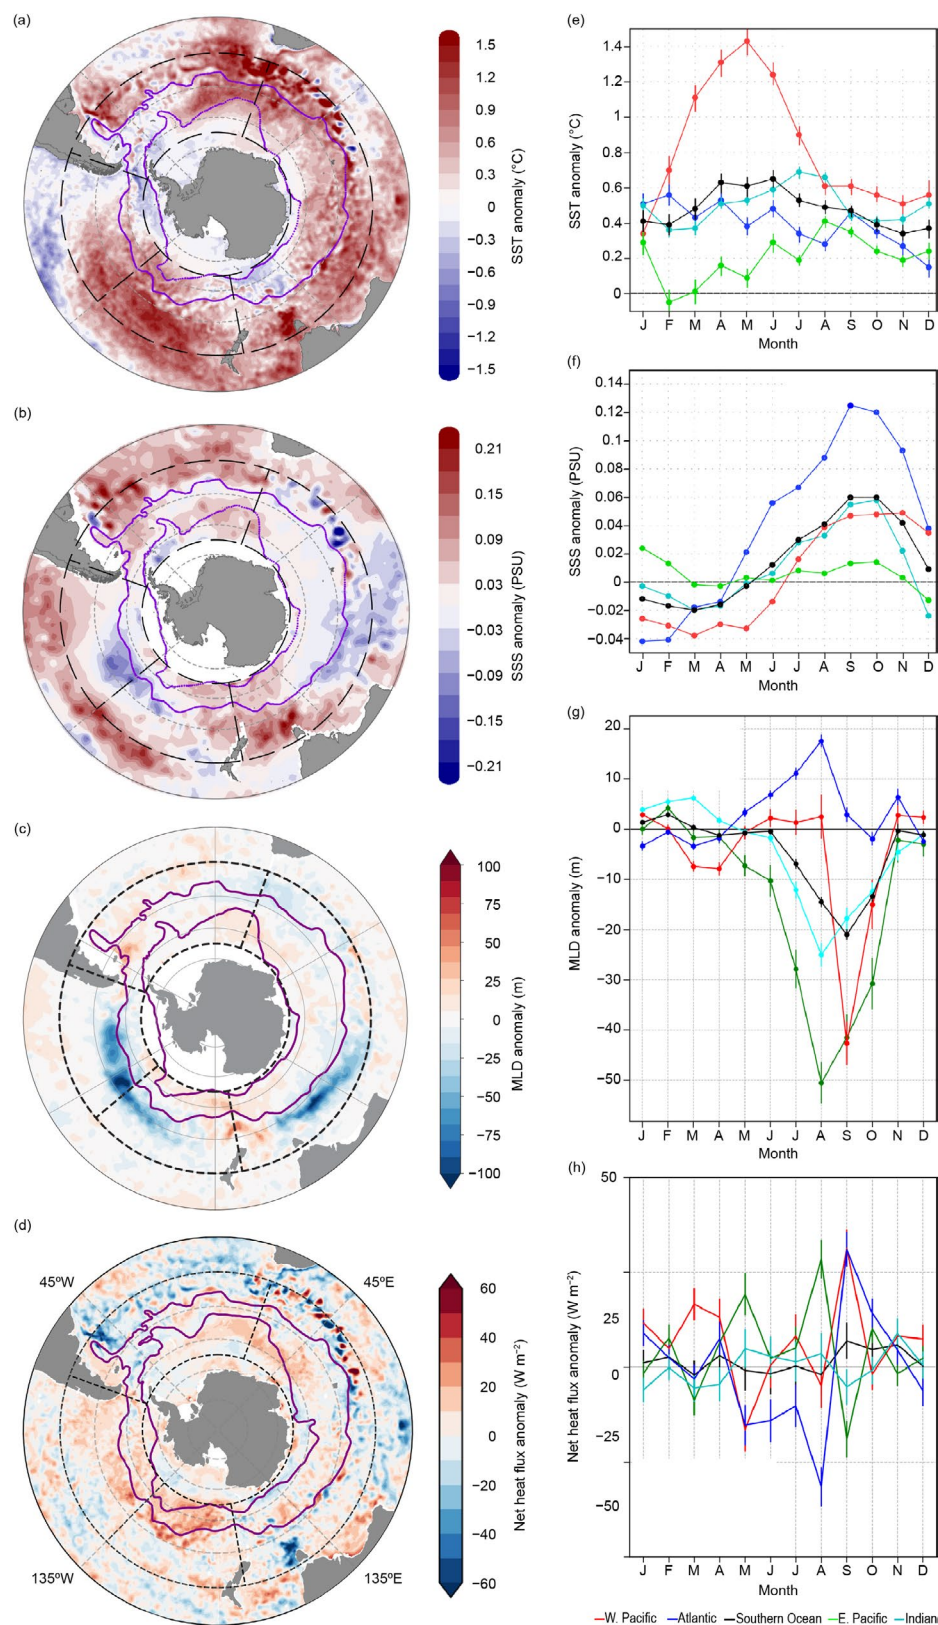 (a)
1.5
1.2
0.9
0.6
0.3
0
−0.3
−0.6
−0.9
−1.2
−1.5
SST anomaly (°C)
(b)
0.21
0.15
0.09
0.03
−0.03
−0.09
−0.15
−0.21
SSS anomaly (PSU)
(c)
100
75
50
25
0
−25
−50
−75
−100
MLD anomaly (m)
(d)
45ºW
45ºE
135ºW
135ºE
60
40
20
0
−20
−40
−60
Net heat flux anomaly (W m⁻²)
(e)
1.4
1.2
1
0.8
0.6
0.4
0.2
0
SST anomaly (°C)
J F M A M J J A S O N D
Month
(f)
0.14
0.12
0.10
0.08
0.06
0.04
0.02
0
−0.02
−0.04
SSS anomaly (PSU)
J F M A M J J A S O N D
Month
(g)
20
10
0
−10
−20
−30
−40
−50
MLD anomaly (m)
J F M A M J J A S O N D
Month
(h)
50
25
0
−25
−50
Net heat flux anomaly (W m⁻²)
J F M A M J J A S O N D
Month
W. Pacific Atlantic Southern Ocean E. Pacific Indian